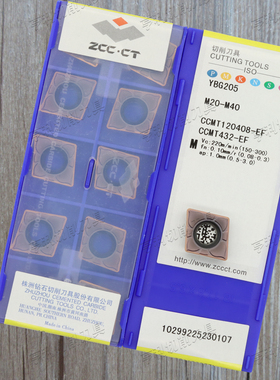 ZCC·CT
株洲钻石切削刀具股份有限公司
ZHUZHOU CEMENTED CARBIDE
CUTTING TOOLS CO., LTD
Made in China
切削刀具
CUTTING TOOLS
ISO
P M K N S
YBG205
M20-M40
CCMT120408-EF
CCMT432-EF
M Vc:220m/min(150-300)
fn:0.10mm/r(0.08-0.3)
ap:1.0mm(0.5-3.0)
http://www.zccct.com
10299225230107